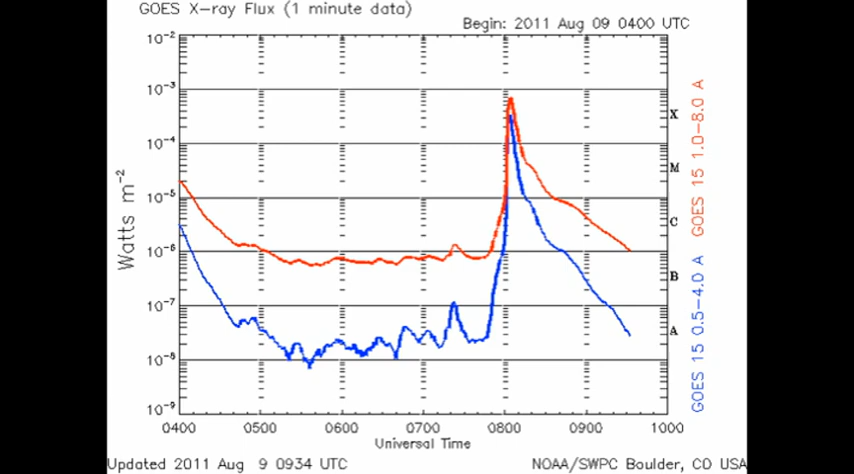 GOES X-ray Flux (1 minute data)
Begin: 2011 Aug 09 0400 UTC
10-2
10-3
10-4
10-5
10-6
10-7
10-8
10-9
Watts m-2
X
M
C
B
A
GOES 15 1.0-8.0 A
GOES 15 0.5-4.0 A
0400 0500 0600 0700 0800 0900 1000
Universal Time
Updated 2011 Aug 9 0934 UTC
NOAA/SWPC Boulder, CO USA